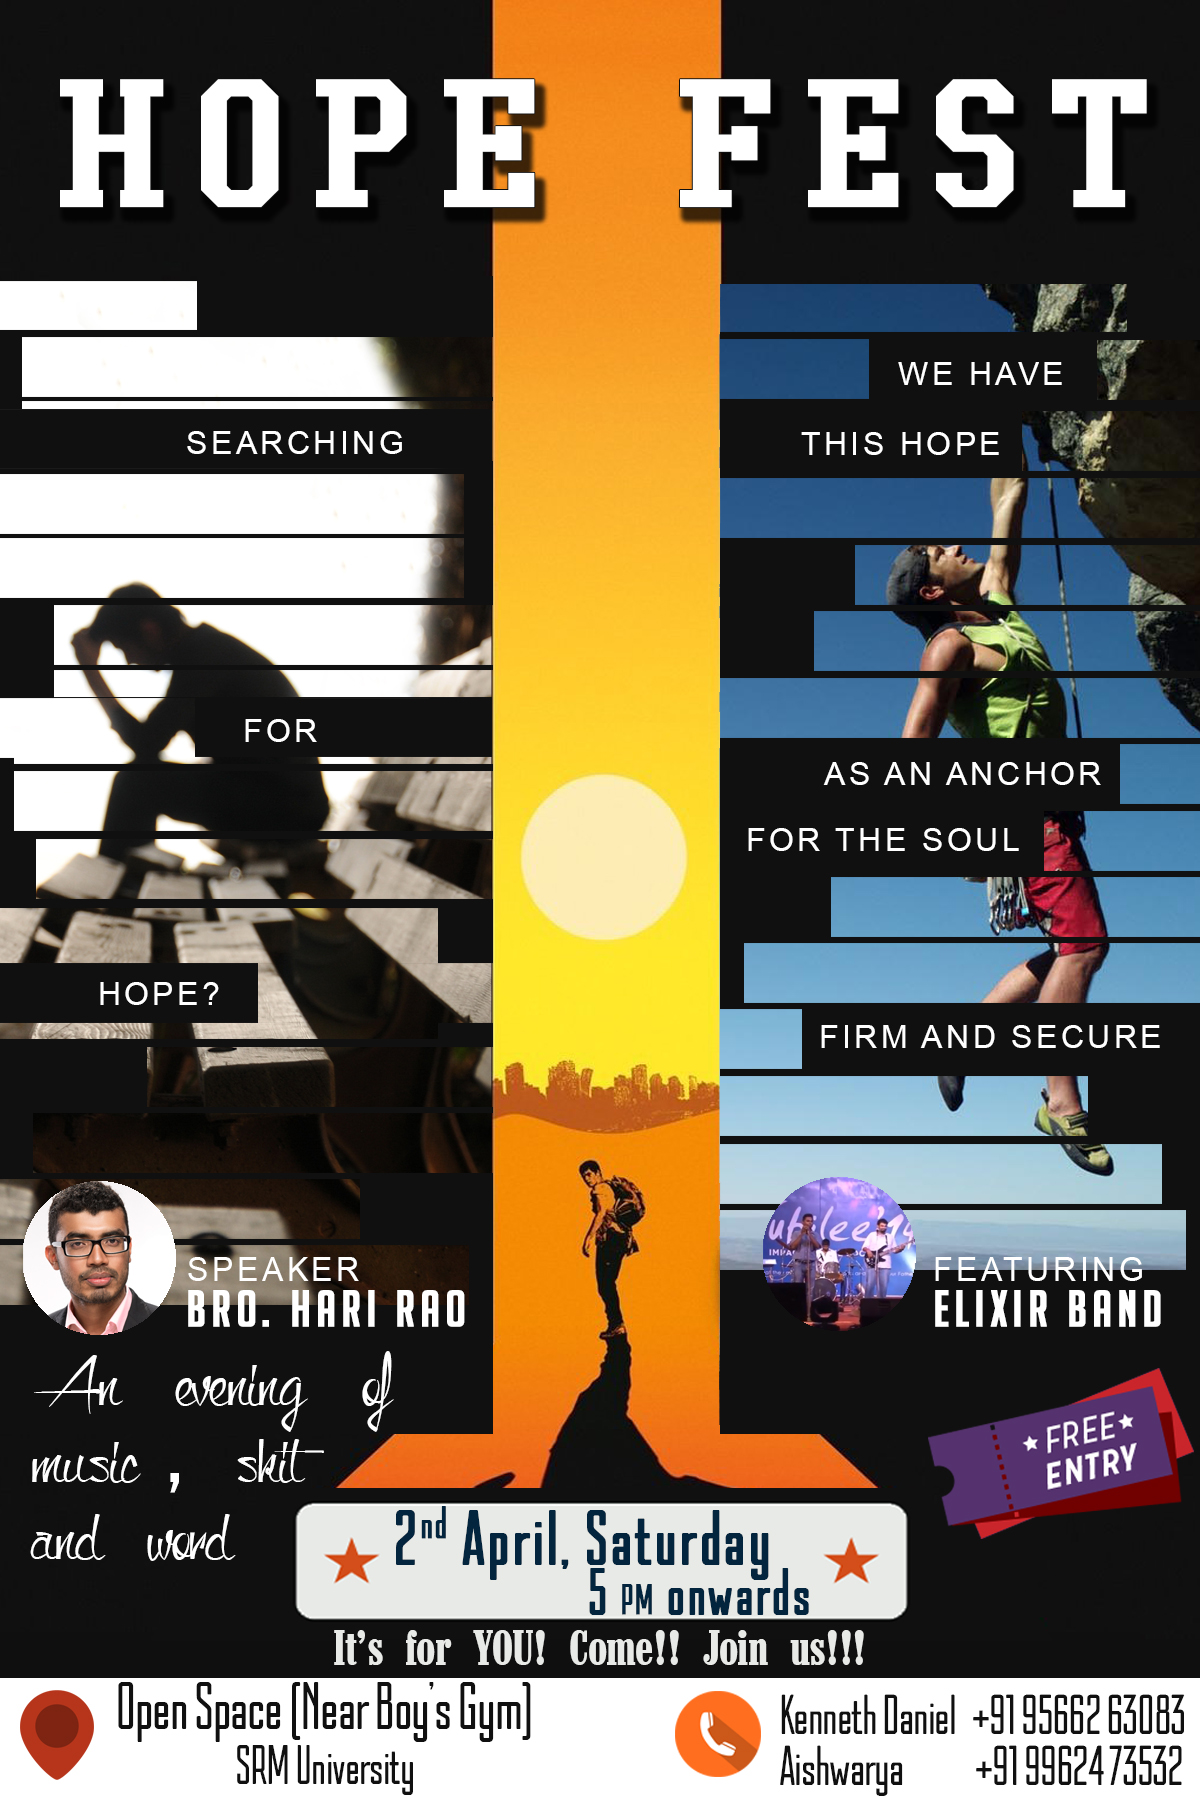 HOPE FEST
SEARCHING
FOR
HOPE?
WE HAVE
THIS HOPE
AS AN ANCHOR
FOR THE SOUL
FIRM AND SECURE
SPEAKER
BRO. HARI RAO
FEATURING
ELIXIR BAND
An evening of
music , skit
and word
FREE
ENTRY
2nd April, Saturday
5 PM onwards
It's for YOU! Come!! Join us!!!
Open Space (Near Boy's Gym)
SRM University
Kenneth Daniel +91 95662 63083
Aishwarya +91 99624 73532